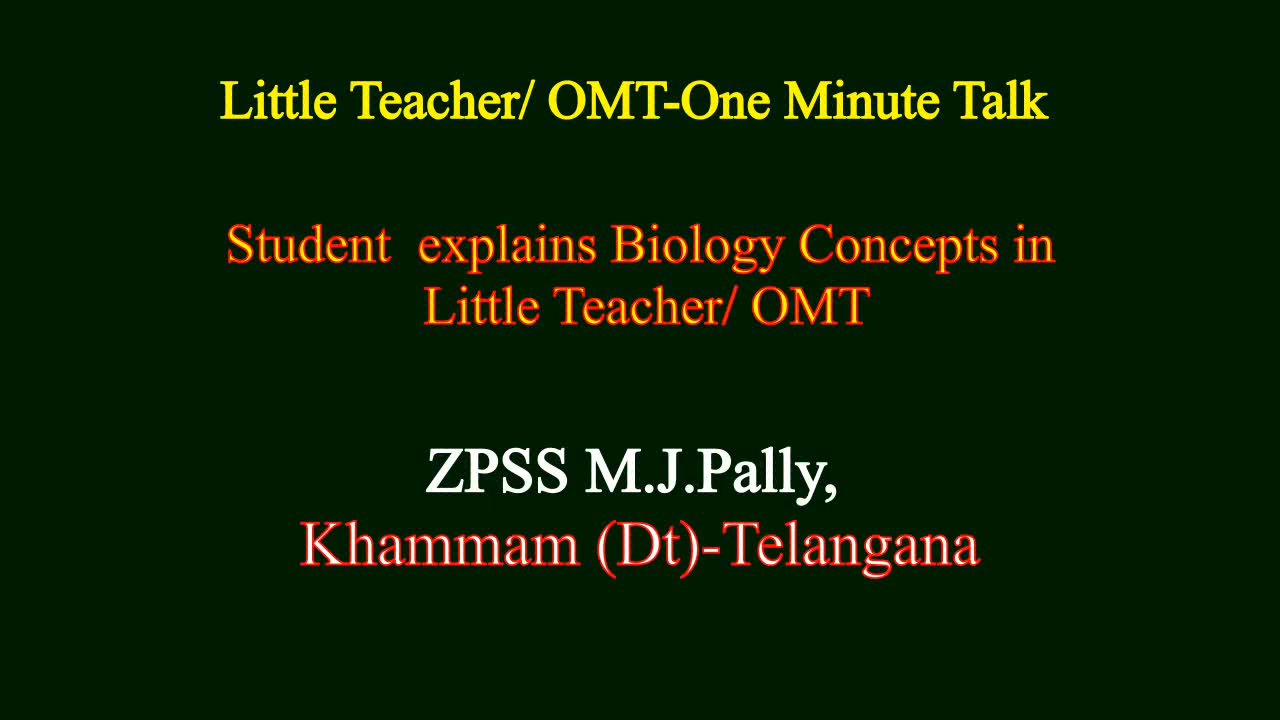 Little Teacher/ OMT-One Minute Talk
Student  explains Biology Concepts in
Little Teacher/ OMT
ZPSS M.J.Pally,
Khammam (Dt)-Telangana